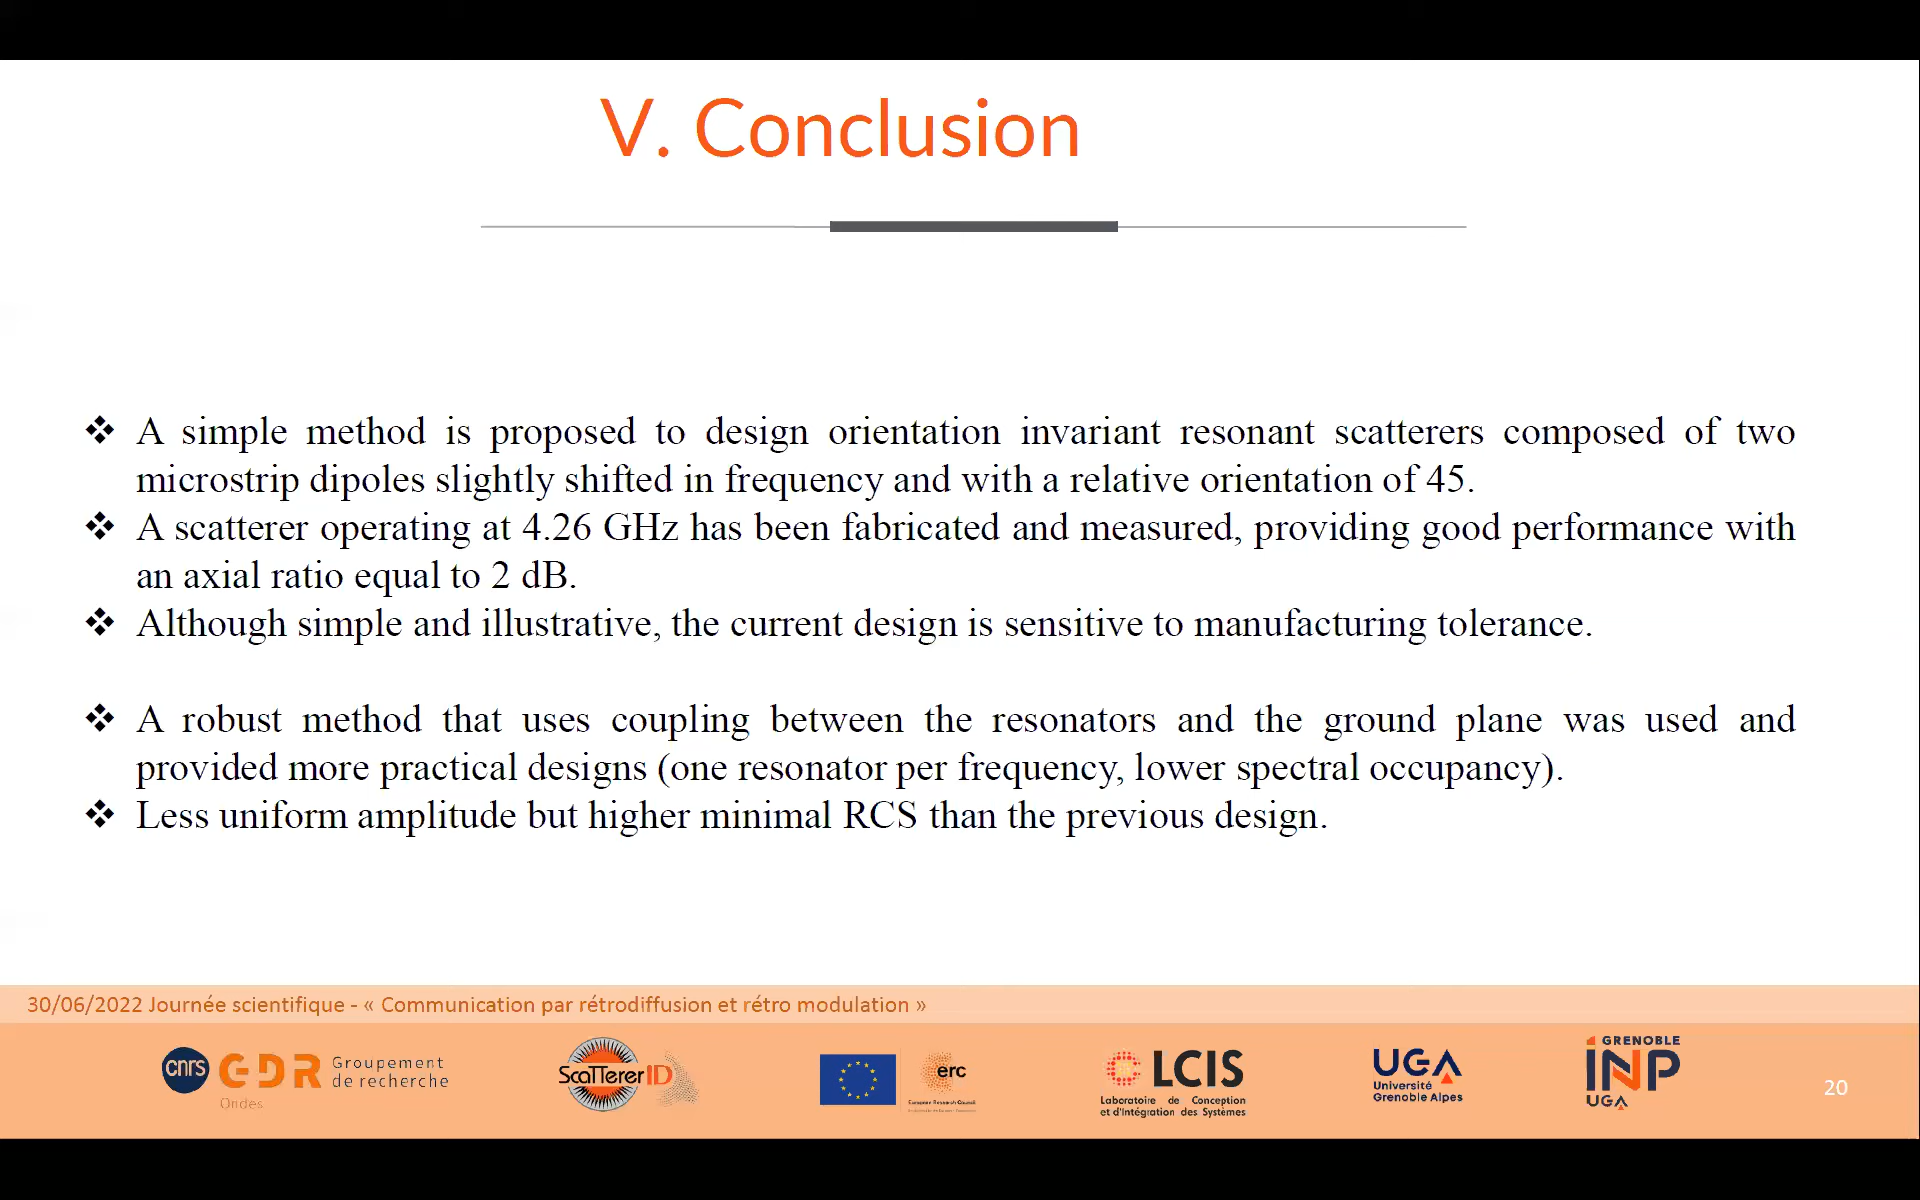 V. Conclusion
❖ A simple method is proposed to design orientation invariant resonant scatterers composed of two
microstrip dipoles slightly shifted in frequency and with a relative orientation of 45.
❖ A scatterer operating at 4.26 GHz has been fabricated and measured, providing good performance with
an axial ratio equal to 2 dB.
❖ Although simple and illustrative, the current design is sensitive to manufacturing tolerance.
❖ A robust method that uses coupling between the resonators and the ground plane was used and
provided more practical designs (one resonator per frequency, lower spectral occupancy).
❖ Less uniform amplitude but higher minimal RCS than the previous design.
30/06/2022 Journée scientifique - « Communication par rétrodiffusion et rétro modulation »
cnrs GDR Groupement
de recherche
Ondes
ScaTTererID
erc
European Research Council
LCIS
Laboratoire de Conception
et d'Intégration des Systèmes
UGA
Université
Grenoble Alpes
GRENOBLE
INP
UGA
20